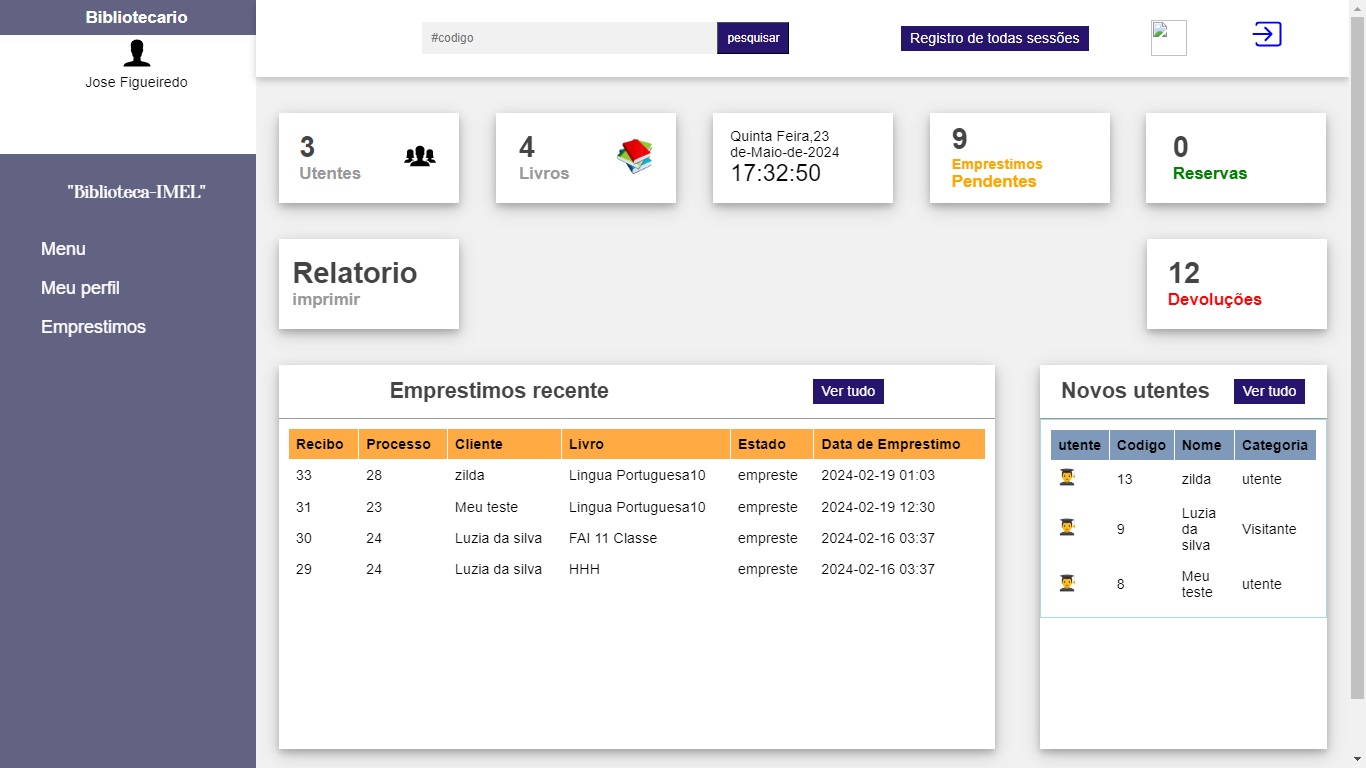 Bibliotecario
Jose Figueiredo
"Biblioteca-IMEL"
Menu
Meu perfil
Emprestimos
#codigo
pesquisar
Registro de todas sessões
3
Utentes
4
Livros
Quinta Feira,23
de-Maio-de-2024
17:32:50
9
Emprestimos
Pendentes
0
Reservas
Relatorio
imprimir
12
Devoluções
Emprestimos recente
Ver tudo
Recibo Processo Cliente Livro Estado Data de Emprestimo
33 28 zilda Lingua Portuguesa10 empreste 2024-02-19 01:03
31 23 Meu teste Lingua Portuguesa10 empreste 2024-02-19 12:30
30 24 Luzia da silva FAI 11 Classe empreste 2024-02-16 03:37
29 24 Luzia da silva HHH empreste 2024-02-16 03:37
Novos utentes
Ver tudo
utente Codigo Nome Categoria
13 zilda utente
9 Luzia da silva Visitante
8 Meu teste utente